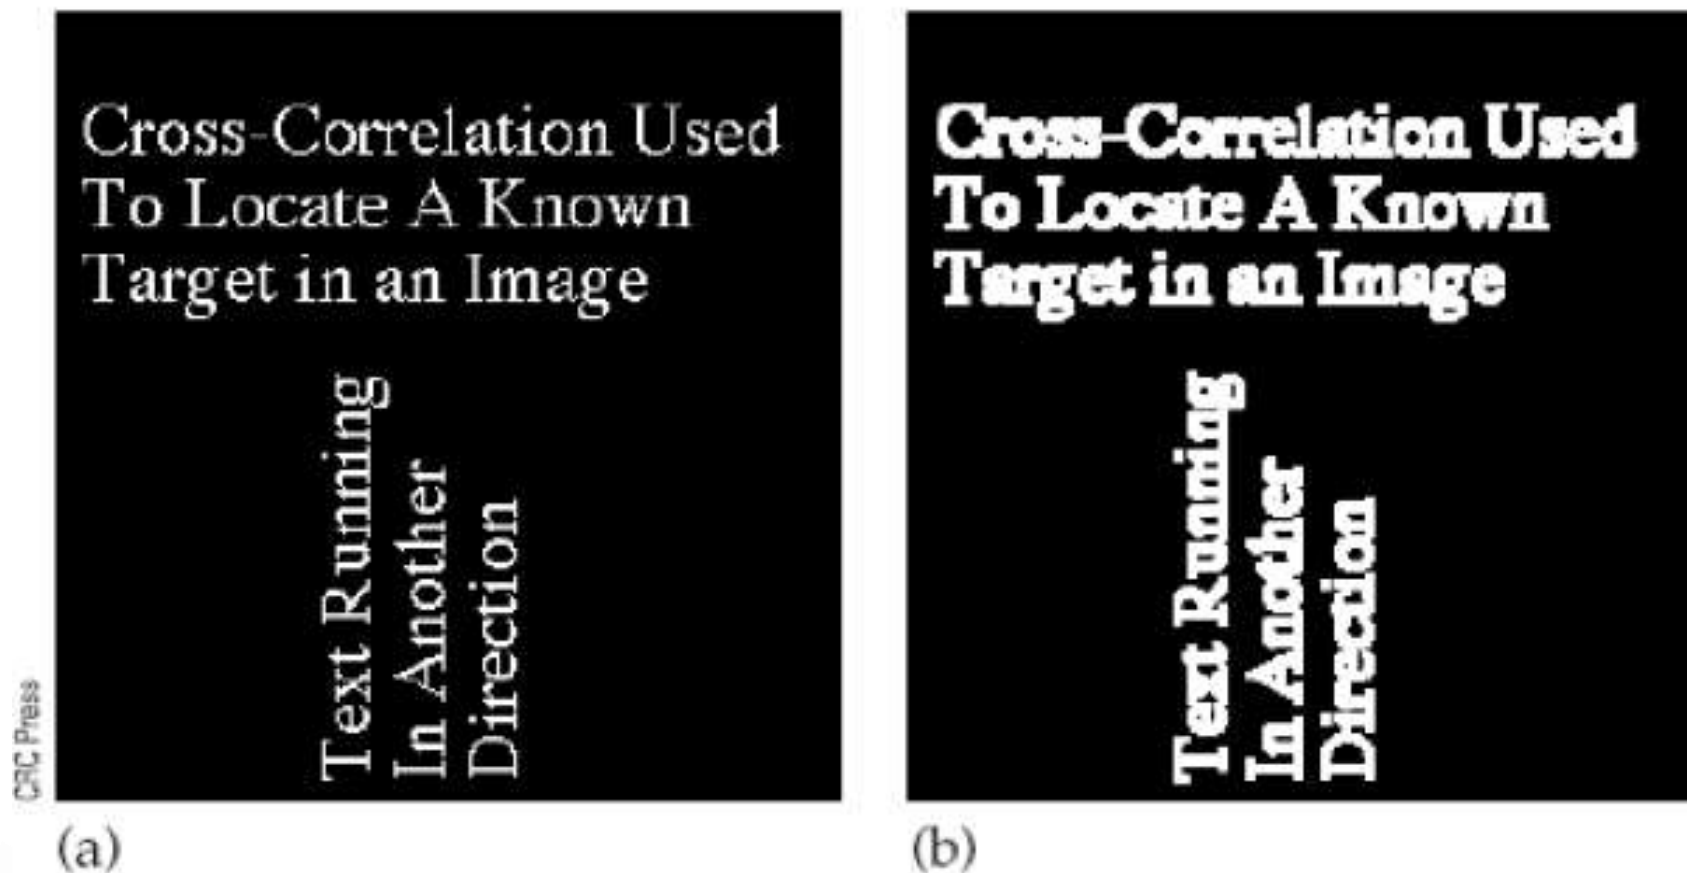 Cross-Correlation Used
To Locate A Known
Target in an Image
Text Running
In Another
Direction
CRC Press
(a)
Cross-Correlation Used
To Locate A Known
Target in an Image
Text Running
In Another
Direction
(b)